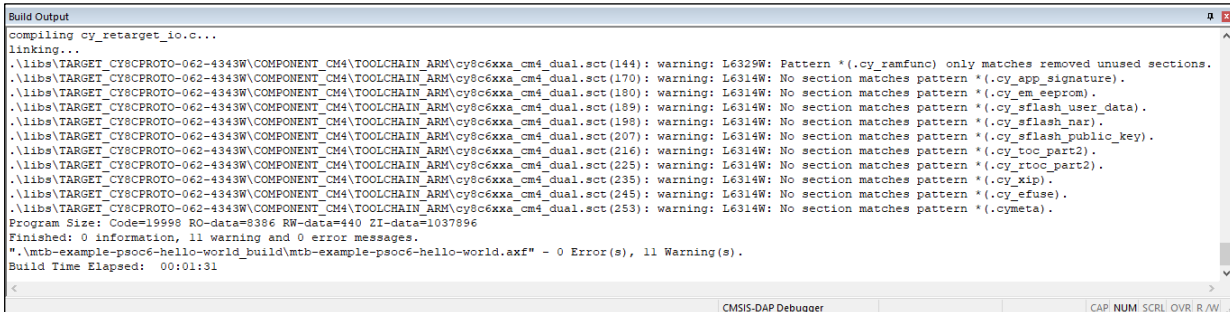 Build Output
compiling cy_retarget_io.c...
linking...
.\libs\TARGET_CY8CPROTO-062-4343W\COMPONENT_CM4\TOOLCHAIN_ARM\cy8c6xxa_cm4_dual.sct(144): warning: L6329W: Pattern *(.cy_ramfunc) only matches removed unused sections.
.\libs\TARGET_CY8CPROTO-062-4343W\COMPONENT_CM4\TOOLCHAIN_ARM\cy8c6xxa_cm4_dual.sct(170): warning: L6314W: No section matches pattern *(.cy_app_signature).
.\libs\TARGET_CY8CPROTO-062-4343W\COMPONENT_CM4\TOOLCHAIN_ARM\cy8c6xxa_cm4_dual.sct(180): warning: L6314W: No section matches pattern *(.cy_em_eeprom).
.\libs\TARGET_CY8CPROTO-062-4343W\COMPONENT_CM4\TOOLCHAIN_ARM\cy8c6xxa_cm4_dual.sct(189): warning: L6314W: No section matches pattern *(.cy_sflash_user_data).
.\libs\TARGET_CY8CPROTO-062-4343W\COMPONENT_CM4\TOOLCHAIN_ARM\cy8c6xxa_cm4_dual.sct(198): warning: L6314W: No section matches pattern *(.cy_sflash_nar).
.\libs\TARGET_CY8CPROTO-062-4343W\COMPONENT_CM4\TOOLCHAIN_ARM\cy8c6xxa_cm4_dual.sct(207): warning: L6314W: No section matches pattern *(.cy_sflash_public_key).
.\libs\TARGET_CY8CPROTO-062-4343W\COMPONENT_CM4\TOOLCHAIN_ARM\cy8c6xxa_cm4_dual.sct(216): warning: L6314W: No section matches pattern *(.cy_toc_part2).
.\libs\TARGET_CY8CPROTO-062-4343W\COMPONENT_CM4\TOOLCHAIN_ARM\cy8c6xxa_cm4_dual.sct(225): warning: L6314W: No section matches pattern *(.cy_rtoc_part2).
.\libs\TARGET_CY8CPROTO-062-4343W\COMPONENT_CM4\TOOLCHAIN_ARM\cy8c6xxa_cm4_dual.sct(235): warning: L6314W: No section matches pattern *(.cy_xip).
.\libs\TARGET_CY8CPROTO-062-4343W\COMPONENT_CM4\TOOLCHAIN_ARM\cy8c6xxa_cm4_dual.sct(245): warning: L6314W: No section matches pattern *(.cy_efuse).
.\libs\TARGET_CY8CPROTO-062-4343W\COMPONENT_CM4\TOOLCHAIN_ARM\cy8c6xxa_cm4_dual.sct(253): warning: L6314W: No section matches pattern *(.cymeta).
Program Size: Code=19998 RO-data=8386 RW-data=440 ZI-data=1037896
Finished: 0 information, 11 warning and 0 error messages.
".\mtb-example-psoc6-hello-world_build\mtb-example-psoc6-hello-world.axf" - 0 Error(s), 11 Warning(s).
Build Time Elapsed:  00:01:31
CMSIS-DAP Debugger CAP NUM SCRL OVR R/W